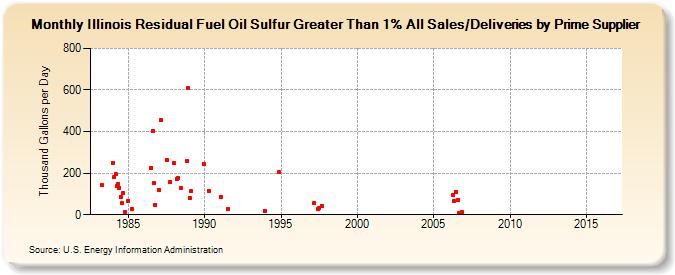 Monthly Illinois Residual Fuel Oil Sulfur Greater Than 1% All Sales/Deliveries by Prime Supplier
Thousand Gallons per Day
800
600
400
200
0
1985 1990 1995 2000 2005 2010 2015
Source: U.S. Energy Information Administration